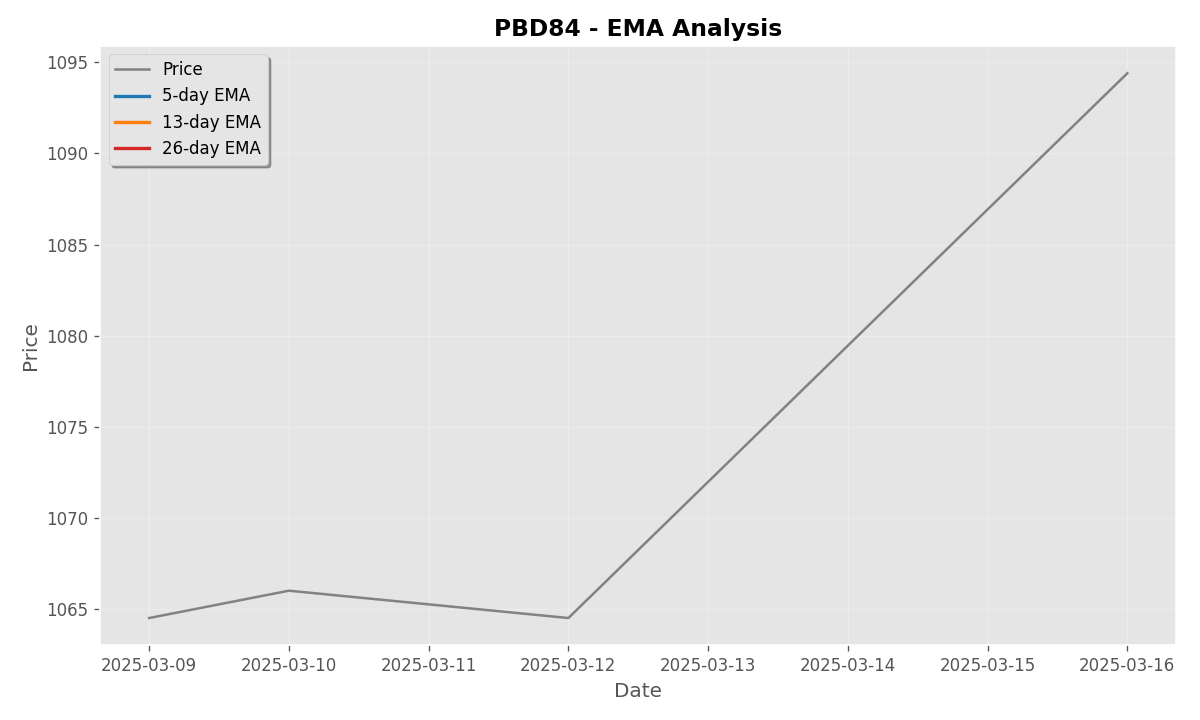 PBD84 - EMA Analysis
Price
5-day EMA
13-day EMA
26-day EMA
1095
1090
1085
1080
1075
1070
1065
Price
2025-03-09
2025-03-10
2025-03-11
2025-03-12
2025-03-13
2025-03-14
2025-03-15
2025-03-16
Date